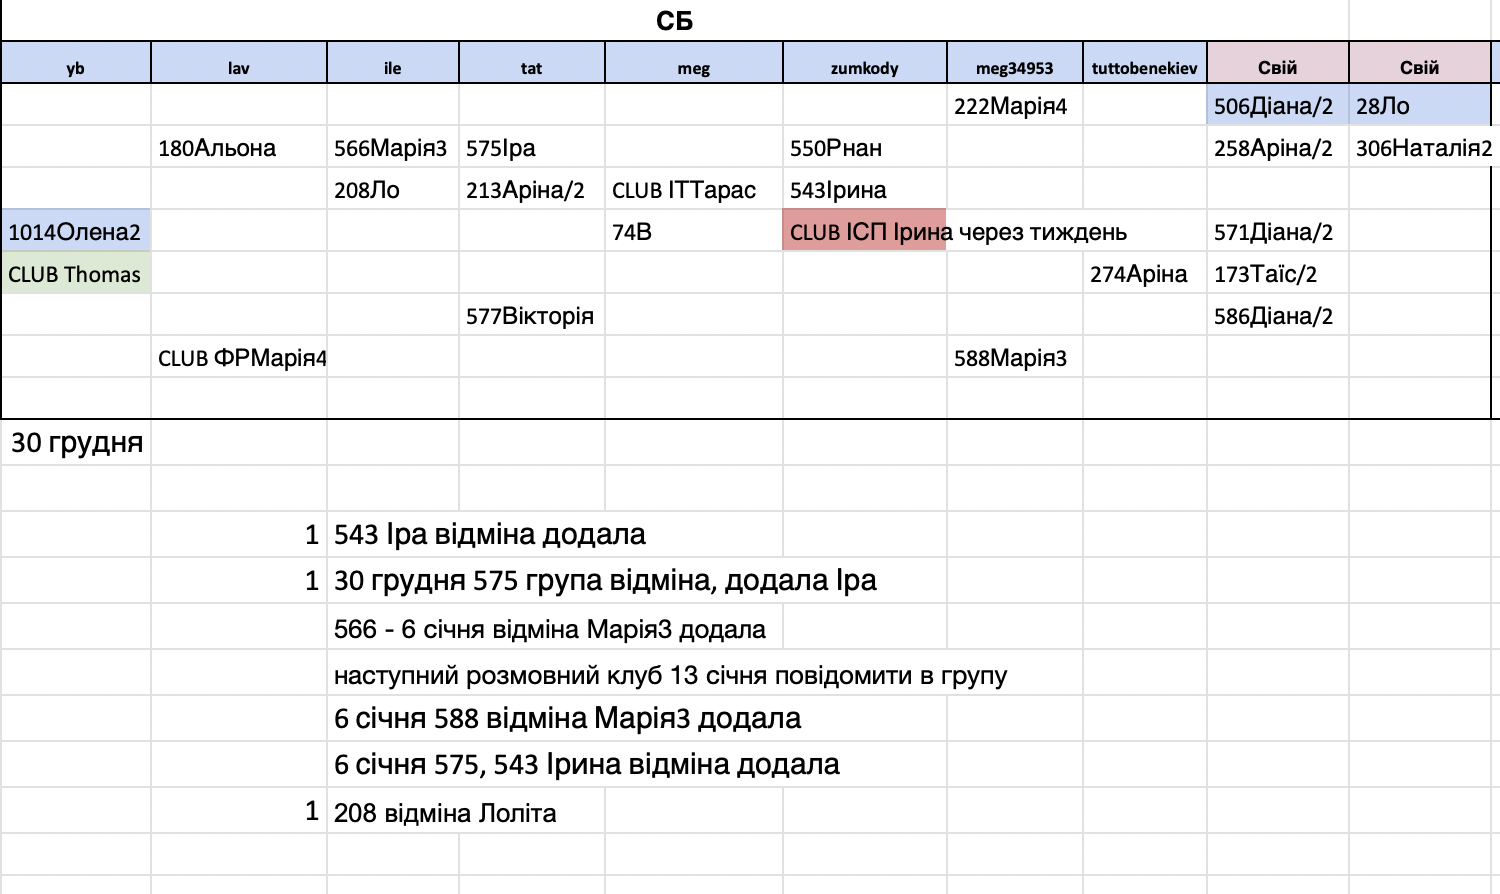 СБ
yb lav ile tat meg zumkody meg34953 tuttobenekiev Свій Свій
222Марія4 506Діана/2 28Ло
180Альона 566Марія3 575Іра 550Рнан 258Аріна/2 306Наталія2
208Ло 213Аріна/2 CLUB ІТТарас 543Ірина
1014Олена2 74В CLUB ІСП Ірина через тиждень 571Діана/2
CLUB Thomas 274Аріна 173Таїс/2
577Вікторія 586Діана/2
CLUB ФРМарія4 588Марія3
30 грудня
1 543 Іра відміна додала
1 30 грудня 575 група відміна, додала Іра
566 - 6 січня відміна Марія3 додала
наступний розмовний клуб 13 січня повідомити в групу
6 січня 588 відміна Марія3 додала
6 січня 575, 543 Ірина відміна додала
1 208 відміна Лоліта